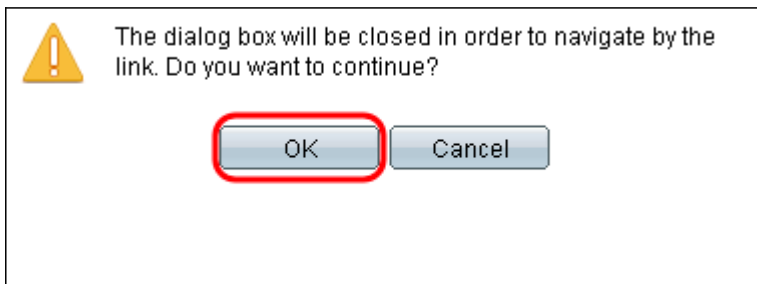 The dialog box will be closed in order to navigate by the
link. Do you want to continue?
OK Cancel